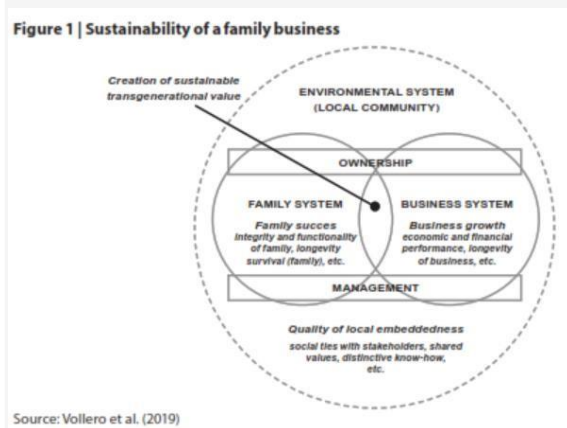 Figure 1 | Sustainability of a family business
Creation of sustainable
transgenerational value
ENVIRONMENTAL SYSTEM
(LOCAL COMMUNITY)
OWNERSHIP
FAMILY SYSTEM
Family succes
integrity and functionality
of family, longevity
survival (family), etc.
BUSINESS SYSTEM
Business growth
economic and financial
performance, longevity
of business, etc.
MANAGEMENT
Quality of local embeddedness
social ties with stakeholders, shared
values, distinctive know-how,
etc.
Source: Vollero et al. (2019)